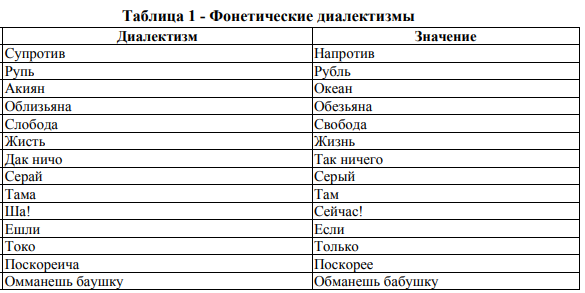 Таблица 1 - Фонетические диалектизмы
Диалектизм Значение
Супротив Напротив
Рупь Рубль
Акиян Океан
Облизьяна Обезьяна
Слобода Свобода
Жисть Жизнь
Дак ничо Так ничего
Серай Серый
Тама Там
Ша! Сейчас!
Ешли Если
Токо Только
Поскореича Поскорее
Омманешь баушку Обманешь бабушку